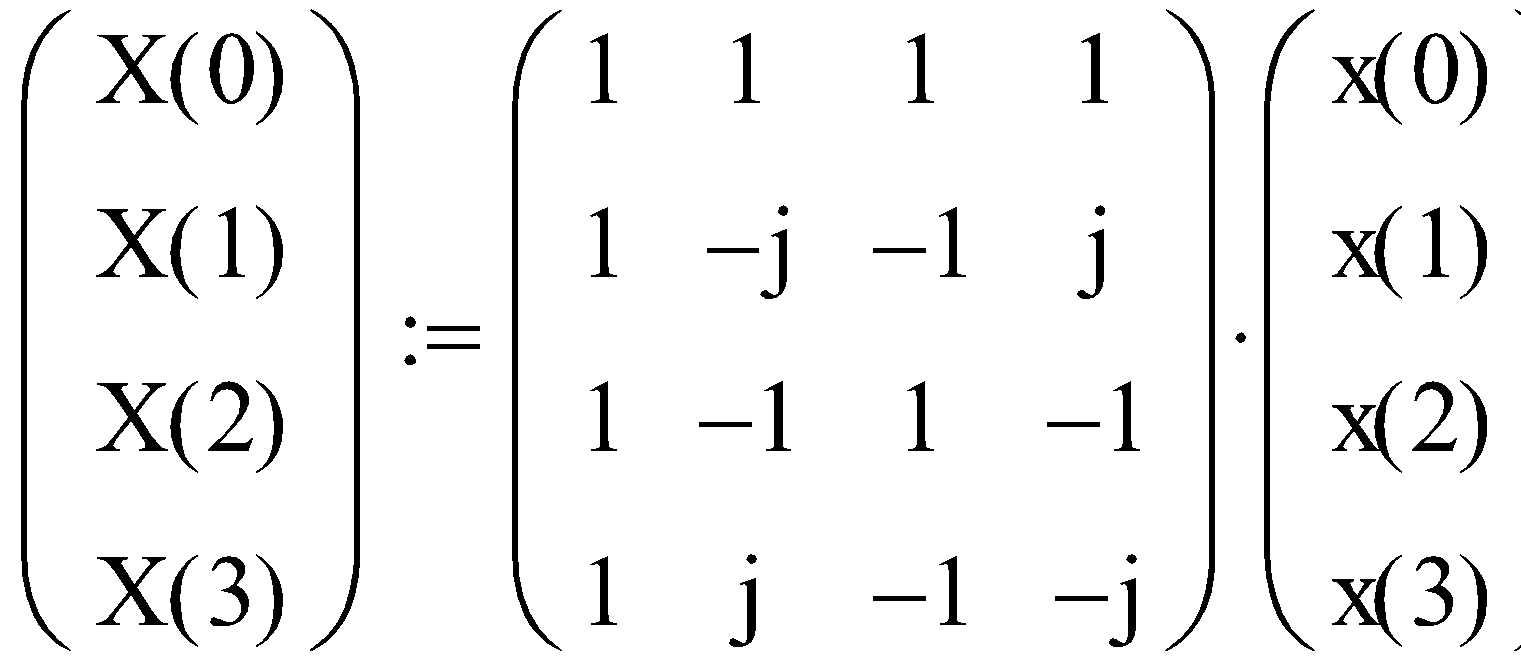 X(0) 1 1 1 1 x(0)
X(1) 1 −j −1 j x(1)
:= ·
X(2) 1 −1 1 −1 x(2)
X(3) 1 j −1 −j x(3)